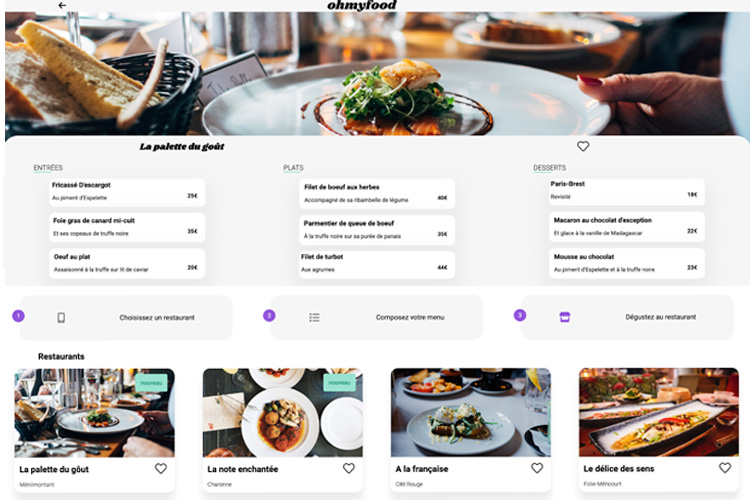 ohmyfood
La palette du goût
ENTRÉES
Fricassé D'escargot
Au piment d'Espelette 25€
Foie gras de canard mi-cuit
Et ses copeaux de truffe noire 35€
Oeuf au plat
Assaisonné à la truffe sur lit de caviar 20€
PLATS
Filet de boeuf aux herbes
Accompagné de sa ribambelle de légume 40€
Parmentier de queue de boeuf
À la truffe noire sur sa purée de panais 35€
Filet de turbot
Aux agrumes 44€
DESSERTS
Paris-Brest
Revisité 18€
Macaron au chocolat d'exception
Et glace à la vanille de Madagascar 22€
Mousse au chocolat
Au piment d'Espelette et à la truffe noire 23€
1 Choisissez un restaurant
2 Composez votre menu
3 Dégustez au restaurant
Restaurants
nouveau
La palette du goût
Ménilmontant
nouveau
La note enchantée
Charonne
A la française
Cité Rouge
Le délice des sens
Folie-Méricourt